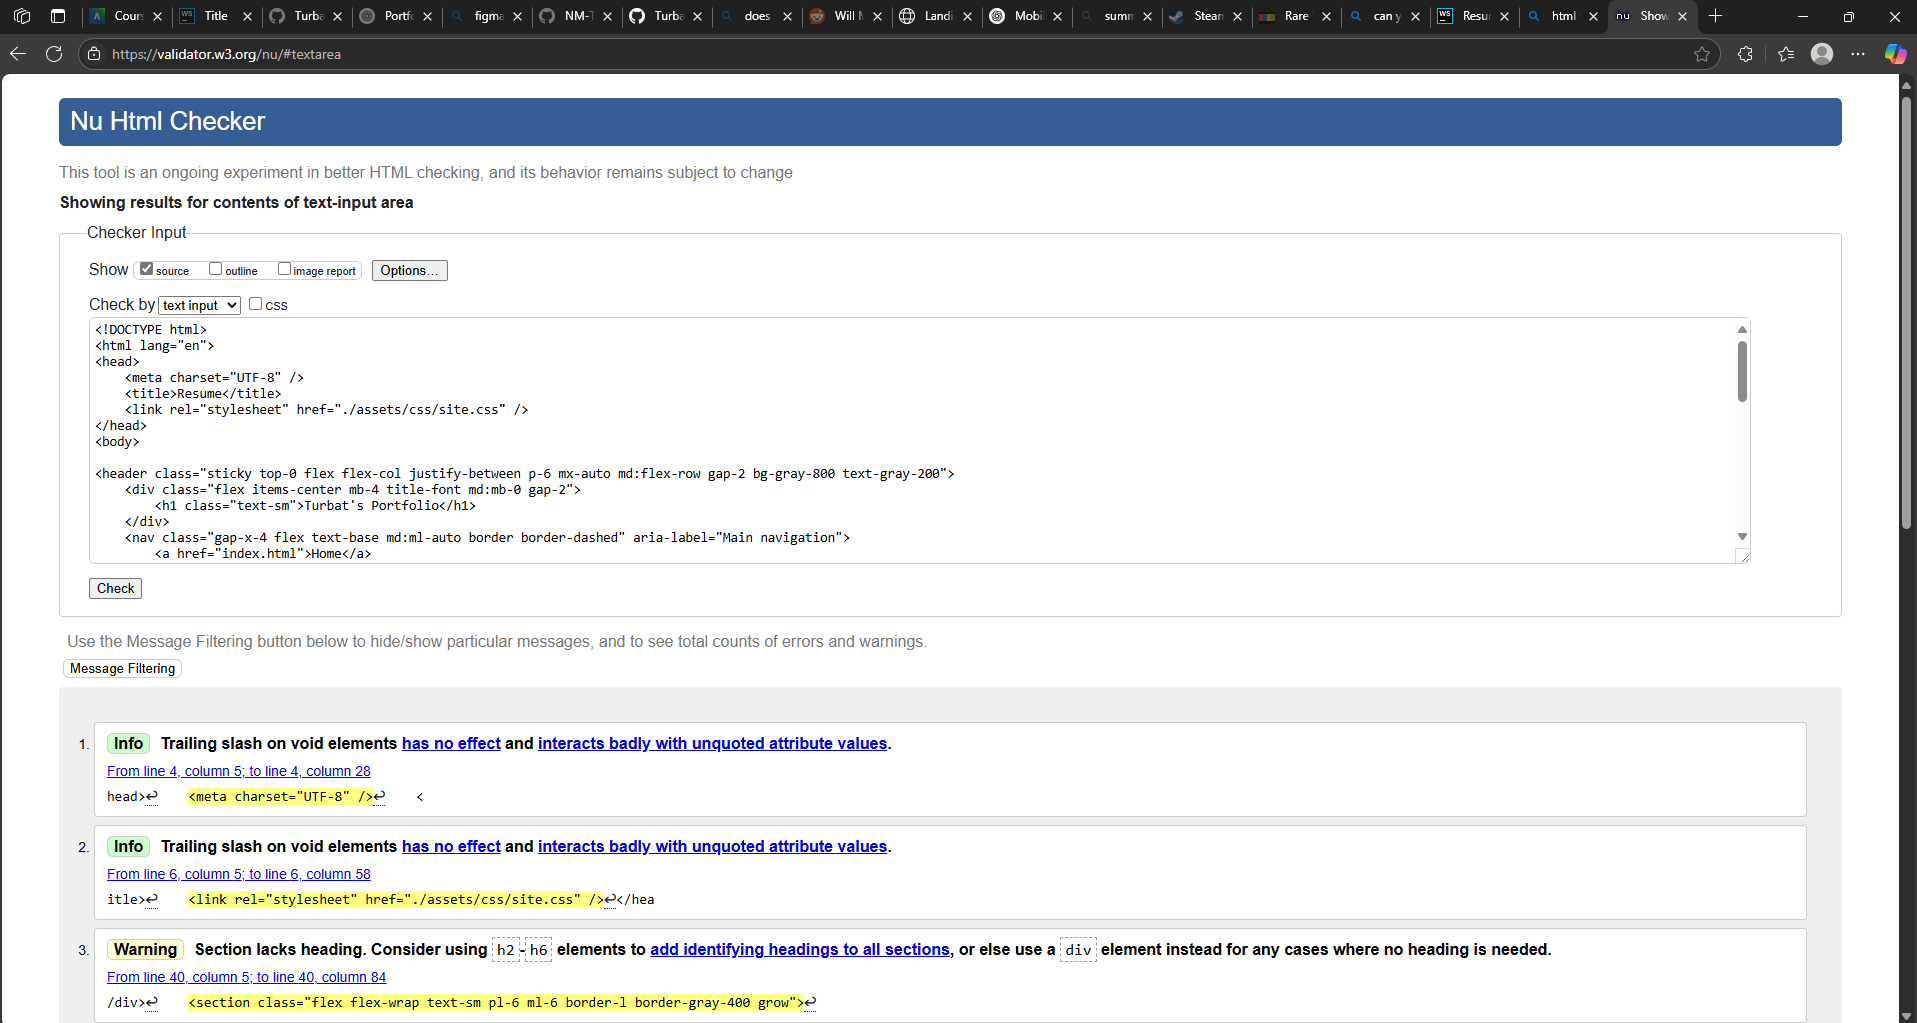 Cours
Title
Turba
Portfo
figma
NM-T
Turba
does
Will M
Landi
Mobil
summ
Steam
Rare
can y
Resur
html
nu Show
https://validator.w3.org/nu/#textarea
Nu Html Checker
This tool is an ongoing experiment in better HTML checking, and its behavior remains subject to change
Showing results for contents of text-input area
Checker Input
Show source outline image report Options...
Check by text input css
<!DOCTYPE html>
<html lang="en">
<head>
<meta charset="UTF-8" />
<title>Resume</title>
<link rel="stylesheet" href="./assets/css/site.css" />
</head>
<body>
<header class="sticky top-0 flex flex-col justify-between p-6 mx-auto md:flex-row gap-2 bg-gray-800 text-gray-200">
<div class="flex items-center mb-4 title-font md:mb-0 gap-2">
<h1 class="text-sm">Turbat's Portfolio</h1>
</div>
<nav class="gap-x-4 flex text-base md:ml-auto border border-dashed" aria-label="Main navigation">
<a href="index.html">Home</a>
Check
Use the Message Filtering button below to hide/show particular messages, and to see total counts of errors and warnings.
Message Filtering
1. Info Trailing slash on void elements has no effect and interacts badly with unquoted attribute values.
From line 4, column 5; to line 4, column 28
head>↩ <meta charset="UTF-8" />↩ <
2. Info Trailing slash on void elements has no effect and interacts badly with unquoted attribute values.
From line 6, column 5; to line 6, column 58
itle>↩ <link rel="stylesheet" href="./assets/css/site.css" />↩</hea
3. Warning Section lacks heading. Consider using h2-h6 elements to add identifying headings to all sections, or else use a div element instead for any cases where no heading is needed.
From line 40, column 5; to line 40, column 84
/div>↩ <section class="flex flex-wrap text-sm pl-6 ml-6 border-l border-gray-400 grow">↩